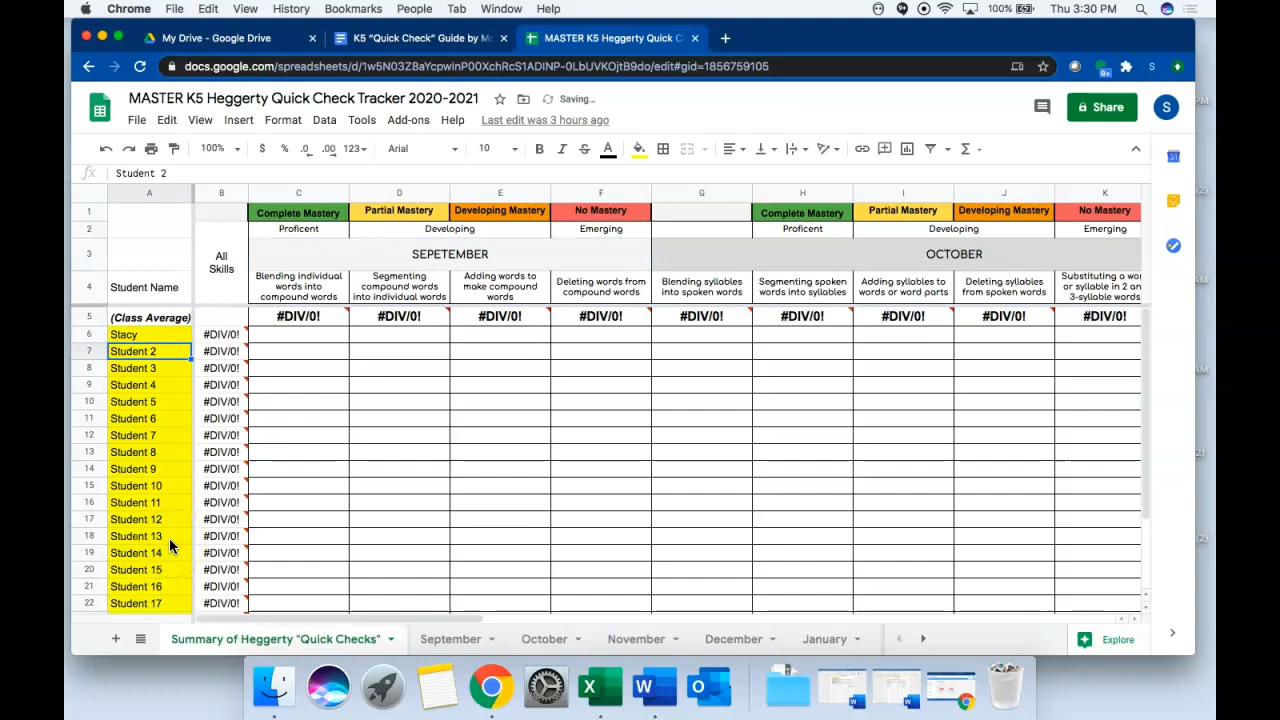 Chrome File Edit View History Bookmarks People Tab Window Help 100% Thu 3:30 PM
My Drive - Google Drive
K5 "Quick Check" Guide by Mo
MASTER K5 Heggerty Quick C
docs.google.com/spreadsheets/d/1w5N03Z8aYcpwInP00XchRcS1ADINP-0LbUVKOjtB9do/edit#gid=1856759105 9+ S
MASTER K5 Heggerty Quick Check Tracker 2020-2021 Saving... Share S
File Edit View Insert Format Data Tools Add-ons Help Last edit was 3 hours ago
100% $ % .0 .00 123 Arial 10 B I S A Σ
fx Student 2
A B C D E F G H I J K
1 Complete Mastery Partial Mastery Developing Mastery No Mastery Complete Mastery Partial Mastery Developing Mastery No Mastery
2 Proficent Developing Emerging Proficent Developing Emerging
3 All Skills SEPETEMBER OCTOBER
4 Student Name Blending individual words into compound words Segmenting compound words into individual words Adding words to make compound words Deleting words from compound words Blending syllables into spoken words Segmenting spoken words into syllables Adding syllables to words or word parts Deleting syllables from spoken words Substituting a wo or syllable in 2 an 3-syllable words
5 (Class Average) #DIV/0! #DIV/0! #DIV/0! #DIV/0! #DIV/0! #DIV/0! #DIV/0! #DIV/0! #DIV/0!
6 Stacy #DIV/0!
7 Student 2 #DIV/0!
8 Student 3 #DIV/0!
9 Student 4 #DIV/0!
10 Student 5 #DIV/0!
11 Student 6 #DIV/0!
12 Student 7 #DIV/0!
13 Student 8 #DIV/0!
14 Student 9 #DIV/0!
15 Student 10 #DIV/0!
16 Student 11 #DIV/0!
17 Student 12 #DIV/0!
18 Student 13 #DIV/0!
19 Student 14 #DIV/0!
20 Student 15 #DIV/0!
21 Student 16 #DIV/0!
22 Student 17 #DIV/0!
Summary of Heggerty "Quick Checks" September October November December January Explore